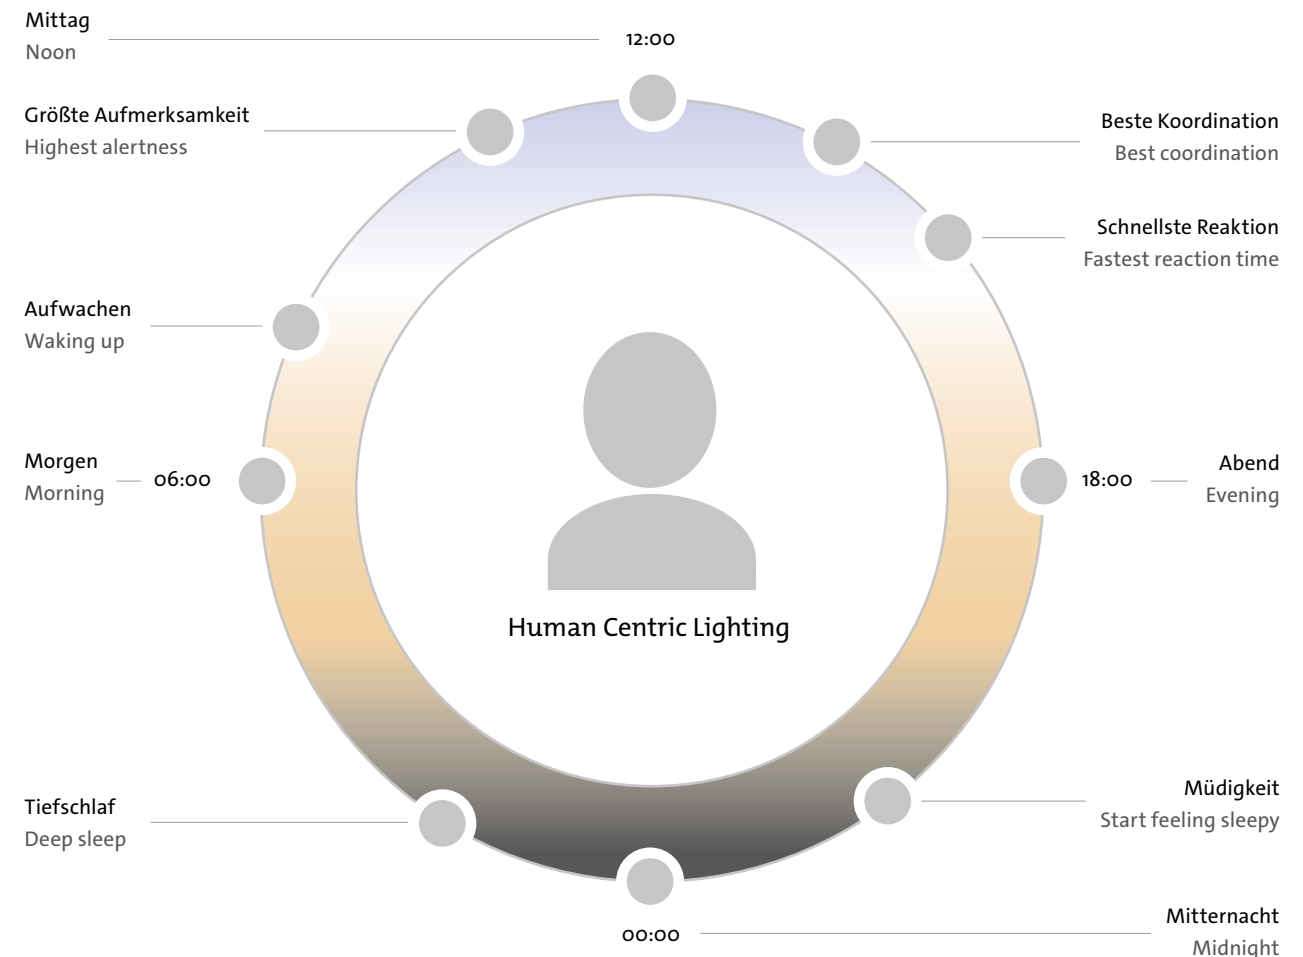 Mittag
Noon
12:00
Größte Aufmerksamkeit
Highest alertness
Beste Koordination
Best coordination
Schnellste Reaktion
Fastest reaction time
Aufwachen
Waking up
Morgen
Morning
06:00
18:00
Abend
Evening
Human Centric Lighting
Müdigkeit
Start feeling sleepy
Tiefschlaf
Deep sleep
00:00
Mitternacht
Midnight